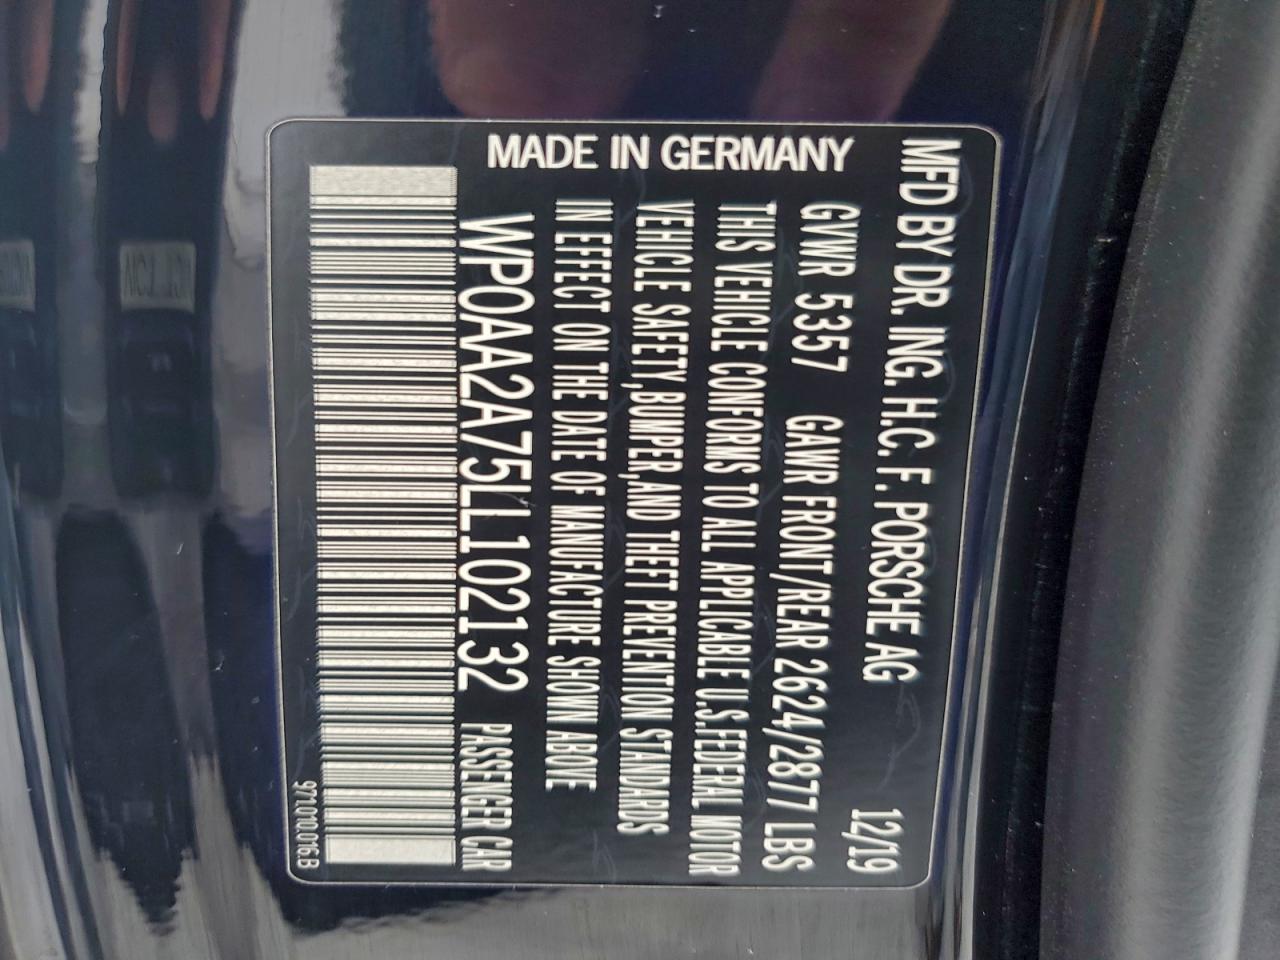 MFD BY DR. ING. H.C. F. PORSCHE AG 12/19
GVWR 5357 GAWR FRONT/REAR 2624/2877 LBS
THIS VEHICLE CONFORMS TO ALL APPLICABLE U.S.FEDERAL MOTOR
VEHICLE SAFETY,BUMPER,AND THEFT PREVENTION STANDARDS
IN EFFECT ON THE DATE OF MANUFACTURE SHOWN ABOVE
WP0AA2A75LL102132 PASSENGER CAR
971.010.016.B
MADE IN GERMANY